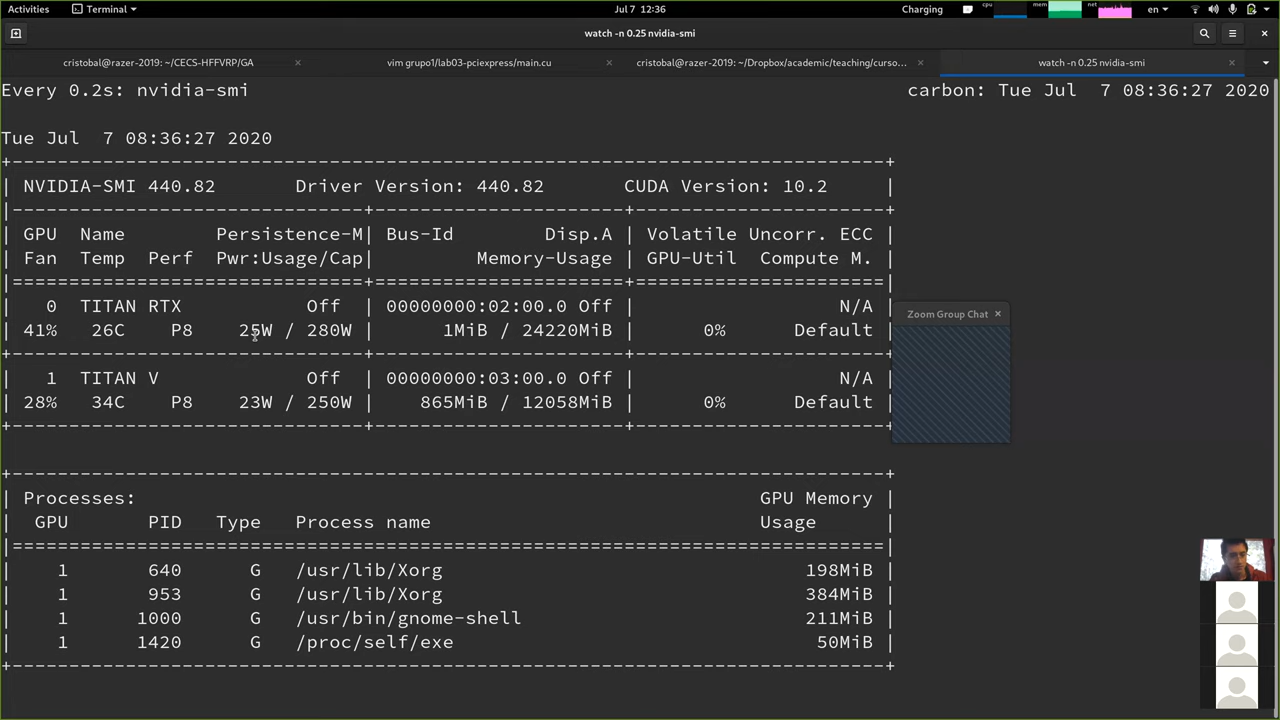 Activities Terminal Jul 7 12:36 Charging cpu mem net en
watch -n 0.25 nvidia-smi
cristobal@razer-2019: ~/CECS-HFFVRP/GA × vim grupo1/lab03-pciexpress/main.cu × cristobal@razer-2019: ~/Dropbox/academic/teaching/curso... × watch -n 0.25 nvidia-smi ×
Every 0.2s: nvidia-smi carbon: Tue Jul  7 08:36:27 2020
Tue Jul  7 08:36:27 2020
+-----------------------------------------------------------------------------+
| NVIDIA-SMI 440.82       Driver Version: 440.82       CUDA Version: 10.2     |
|-------------------------------+----------------------+----------------------+
| GPU  Name        Persistence-M| Bus-Id        Disp.A | Volatile Uncorr. ECC |
| Fan  Temp  Perf  Pwr:Usage/Cap|         Memory-Usage | GPU-Util  Compute M. |
|===============================+======================+======================|
|   0  TITAN RTX           Off  | 00000000:02:00.0 Off |                  N/A |
| 41%   26C    P8    25W / 280W |      1MiB / 24220MiB |      0%      Default |
+-------------------------------+----------------------+----------------------+
|   1  TITAN V             Off  | 00000000:03:00.0 Off |                  N/A |
| 28%   34C    P8    23W / 250W |    865MiB / 12058MiB |      0%      Default |
+-------------------------------+----------------------+----------------------+
Zoom Group Chat ×
+-----------------------------------------------------------------------------+
| Processes:                                                       GPU Memory |
|  GPU       PID   Type   Process name                             Usage      |
|=============================================================================|
|    1       640      G   /usr/lib/Xorg                                198MiB |
|    1       953      G   /usr/lib/Xorg                                384MiB |
|    1      1000      G   /usr/bin/gnome-shell                         211MiB |
|    1      1420      G   /proc/self/exe                                50MiB |
+-----------------------------------------------------------------------------+